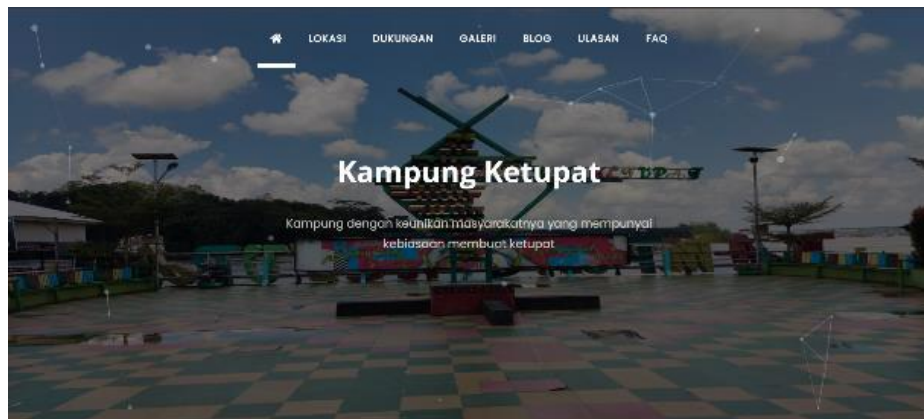 LOKASI DUKUNGAN GALERI BLOG ULASAN FAQ
Kampung Ketupat
Kampung dengan keunikan masyarakatnya yang mempunyai
kebiasaan membuat ketupat